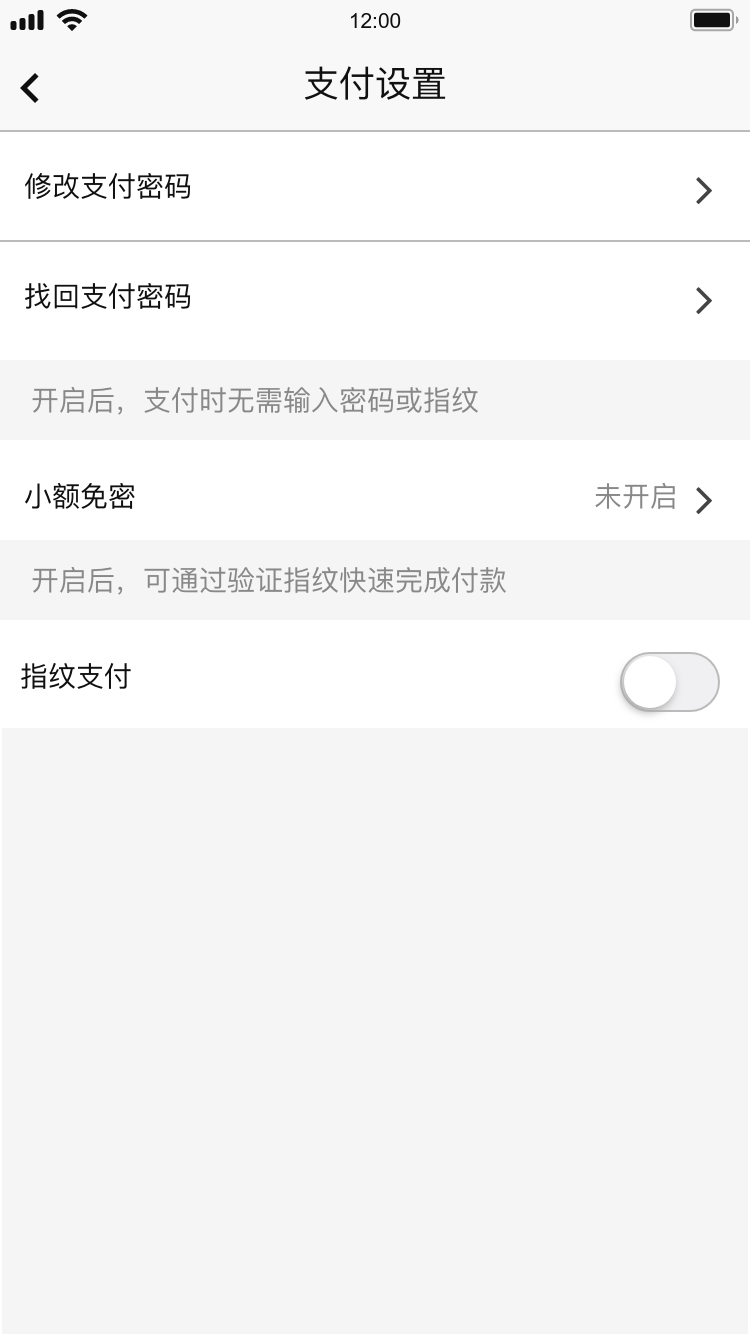 12:00
支付设置
修改支付密码
找回支付密码
开启后，支付时无需输入密码或指纹
小额免密 未开启
开启后，可通过验证指纹快速完成付款
指纹支付